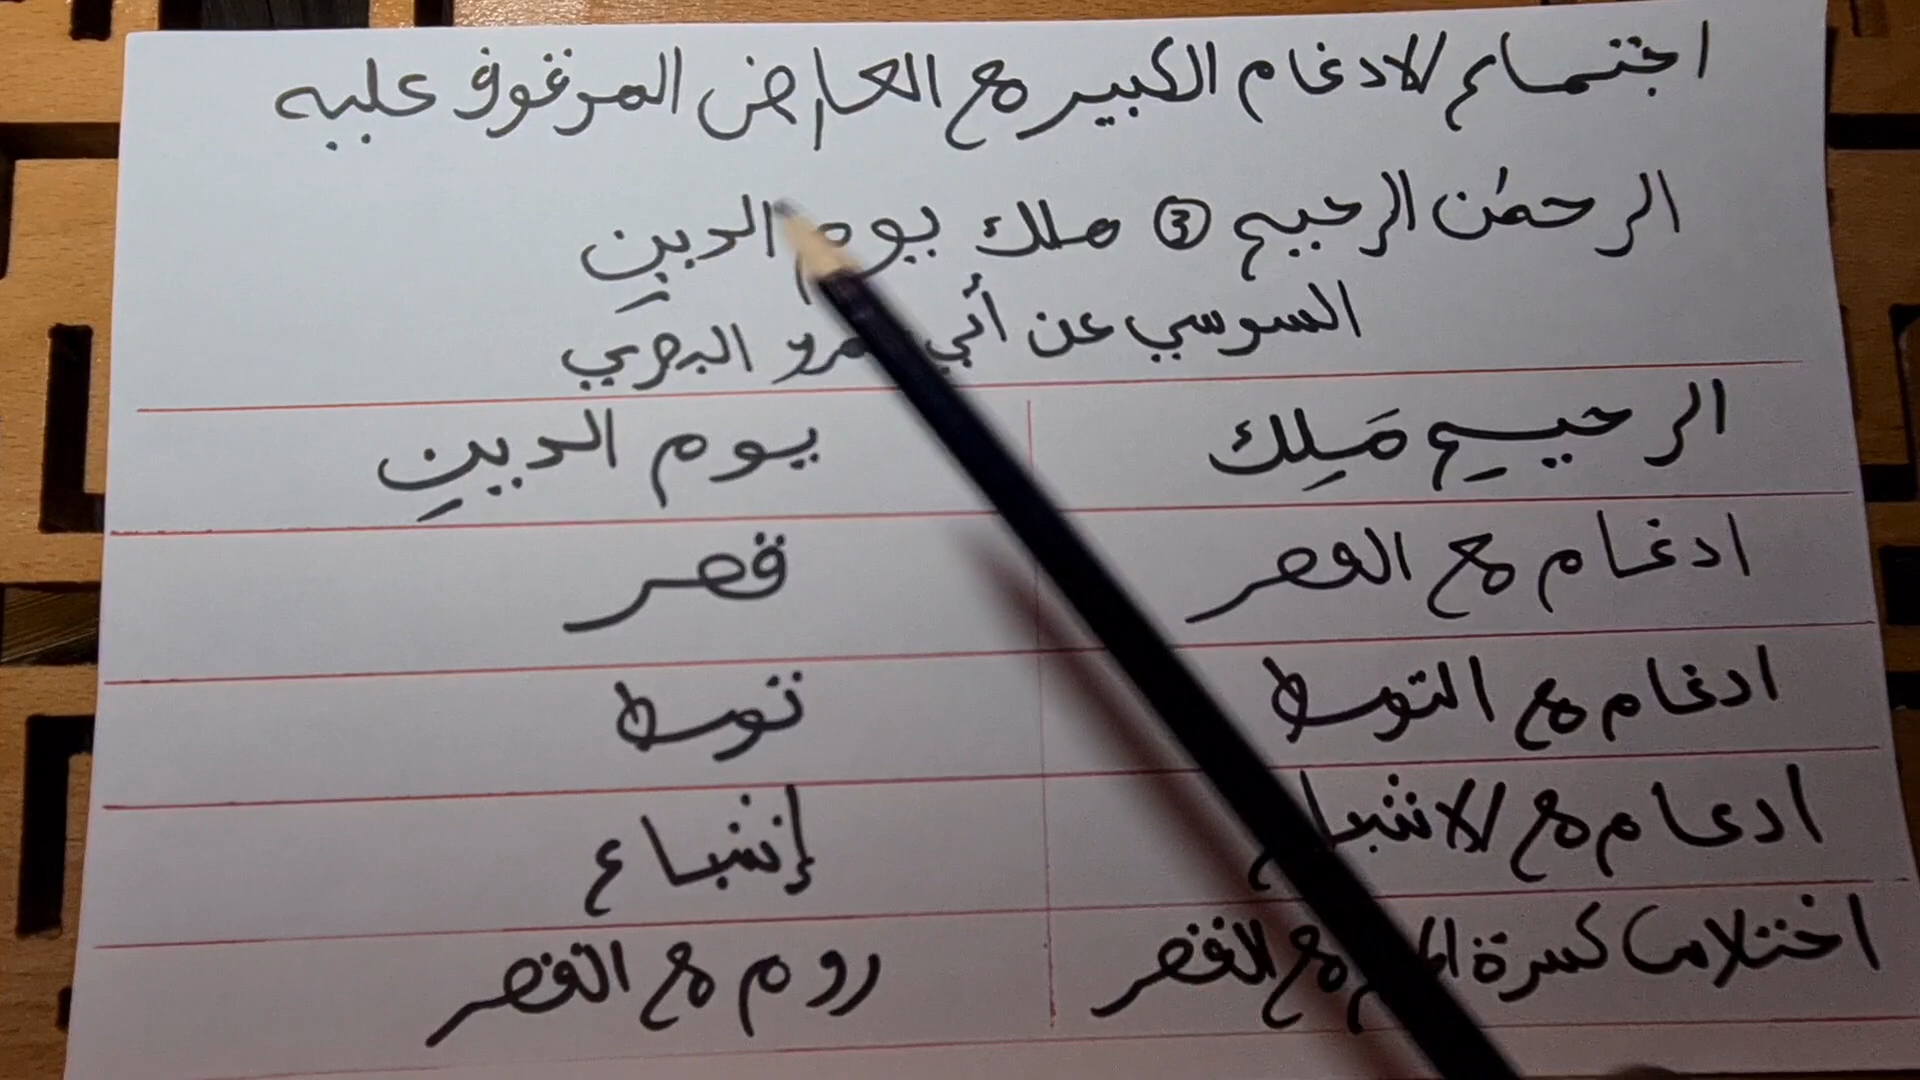 اجتماع الادغام الكبير مع العارض الموقوف عليه
الرحمٰن الرحيم ③ ملك يوم الدينِ
السوسي عن أبي عمرو البصري
الرحيمِ مَلِك يوم الدينِ
ادغام مع القصر قصر
ادغام مع التوسط توسط
ادغام مع الاشباع إشباع
اختلاس كسرة الميم مع القصر روم مع القصر